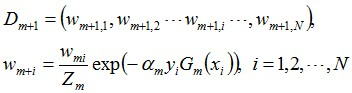 D_{m+1} = (w_{m+1,1}, w_{m+1,2} ⋯ w_{m+1,i} ⋯, w_{m+1,N}),
w_{m+i} = \frac{w_{mi}}{Z_m} exp(−α_m y_i G_m(x_i)), i = 1,2,⋯,N